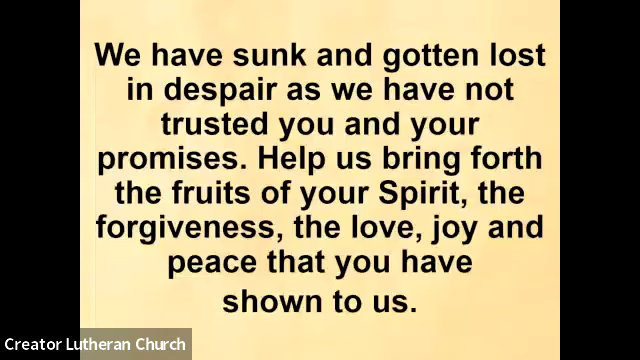 We have sunk and gotten lost
in despair as we have not
trusted you and your
promises. Help us bring forth
the fruits of your Spirit, the
forgiveness, the love, joy and
peace that you have
shown to us.
Creator Lutheran Church